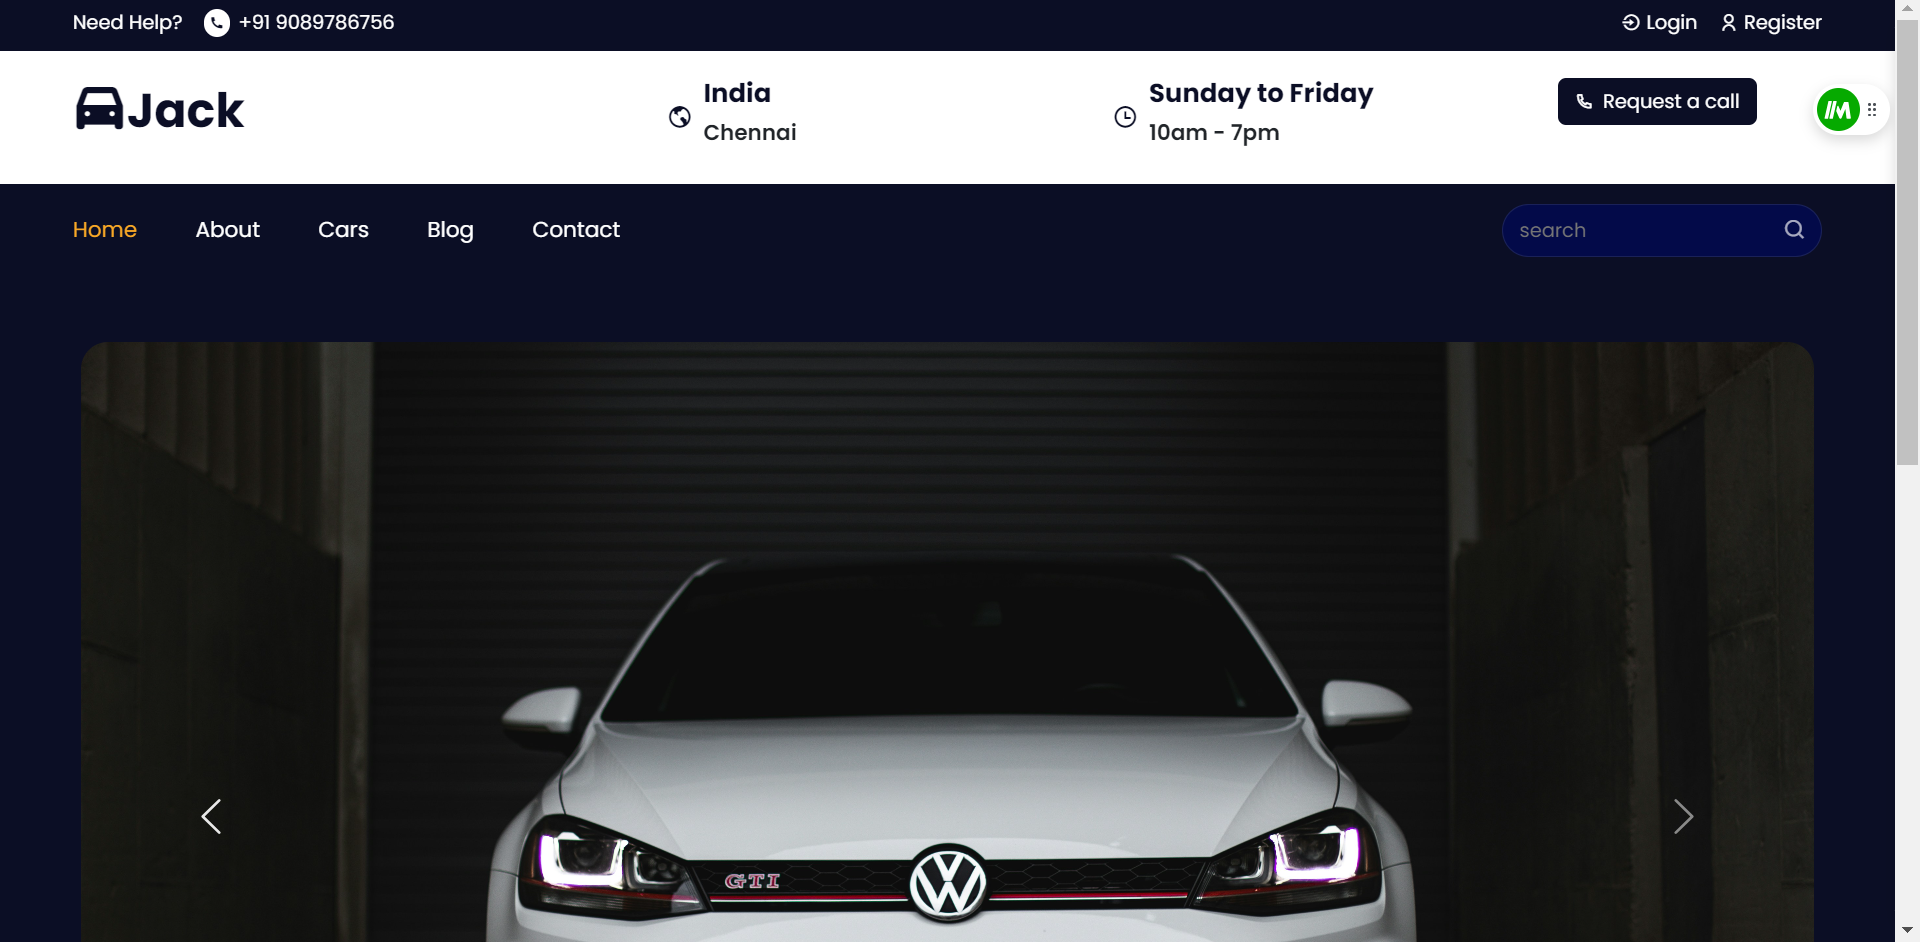 Need Help? +91 9089786756 Login Register
Jack
India
Chennai
Sunday to Friday
10am - 7pm
Request a call
Home About Cars Blog Contact
search
GTI